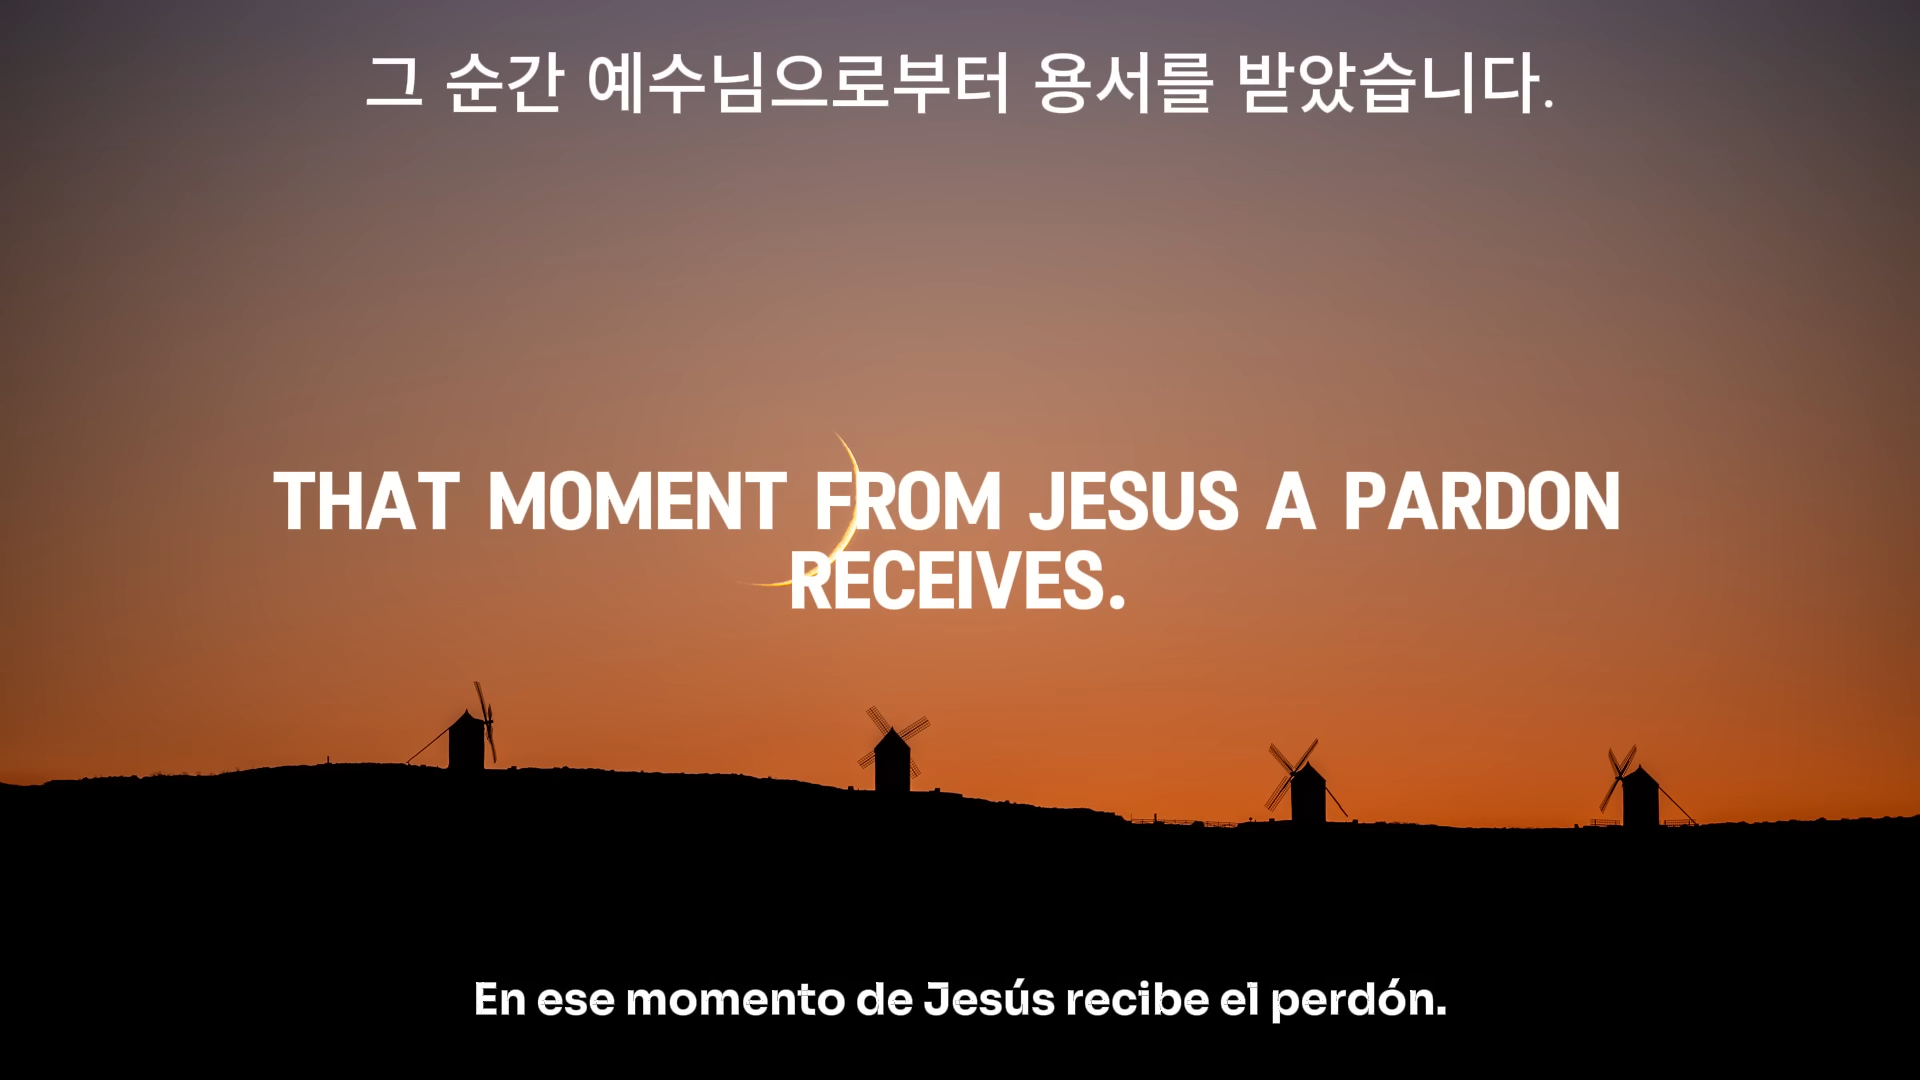 그 순간 예수님으로부터 용서를 받았습니다.
THAT MOMENT FROM JESUS A PARDON
RECEIVES.
En ese momento de Jesús recibe el perdón.